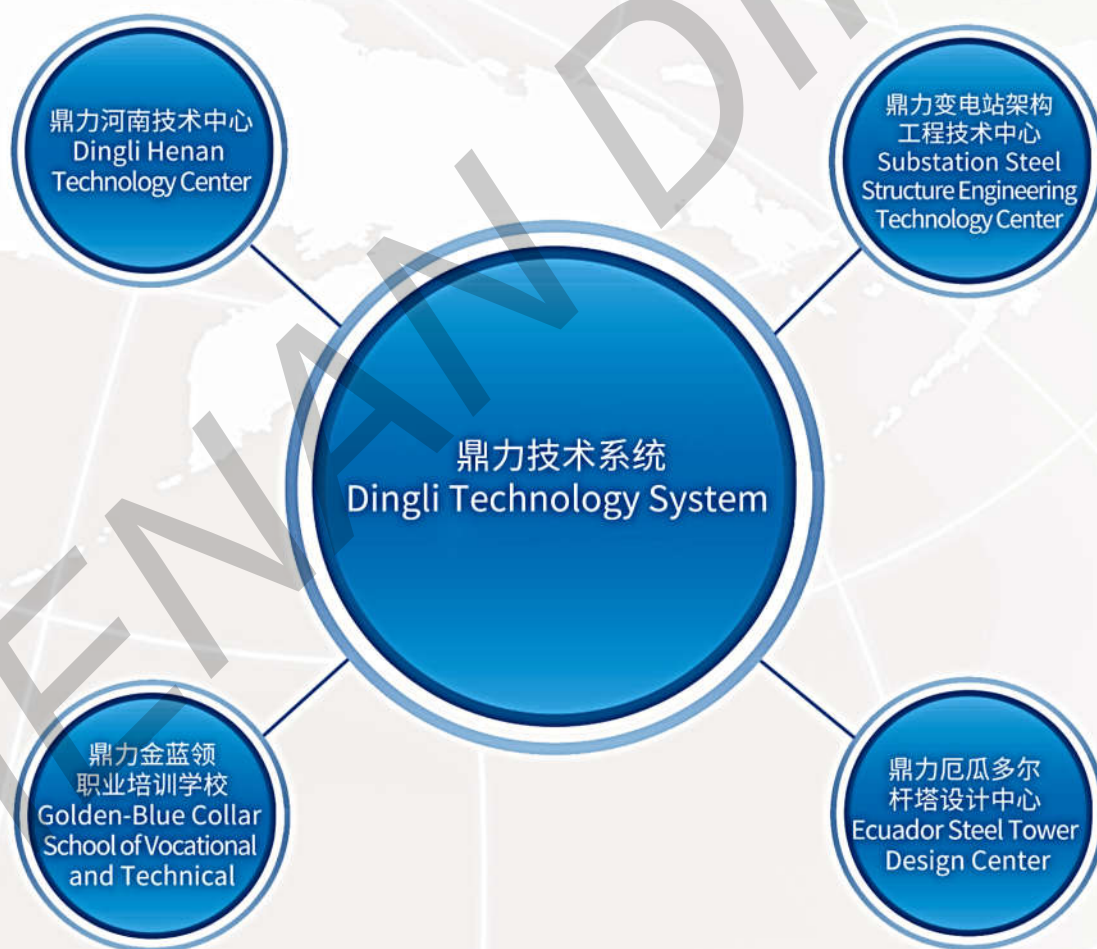 鼎力河南技术中心
Dingli Henan
Technology Center
鼎力变电站架构
工程技术中心
Substation Steel
Structure Engineering
Technology Center
鼎力技术系统
Dingli Technology System
鼎力金蓝领
职业培训学校
Golden-Blue Collar
School of Vocational
and Technical
鼎力厄瓜多尔
杆塔设计中心
Ecuador Steel Tower
Design Center